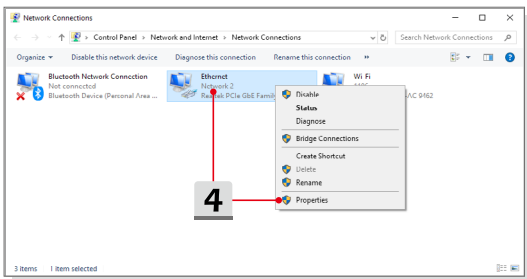 Network Connections
Control Panel > Network and Internet > Network Connections
Search Network Connections
Organize
Disable this network device
Diagnose this connection
Rename this connection
»
Bluetooth Network Connection
Not connected
Bluetooth Device (Personal Area ...
Ethernet
Network 2
Realtek PCIe GbE Family
Wi Fi
AC 9462
Disable
Status
Diagnose
Bridge Connections
Create Shortcut
Delete
Rename
Properties
4
3 items
1 item selected